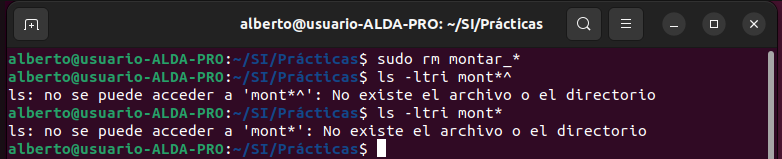 alberto@usuario-ALDA-PRO: ~/SI/Prácticas
alberto@usuario-ALDA-PRO:~/SI/Prácticas$ sudo rm montar_*
alberto@usuario-ALDA-PRO:~/SI/Prácticas$ ls -ltri mont*^
ls: no se puede acceder a 'mont*^': No existe el archivo o el directorio
alberto@usuario-ALDA-PRO:~/SI/Prácticas$ ls -ltri mont*
ls: no se puede acceder a 'mont*': No existe el archivo o el directorio
alberto@usuario-ALDA-PRO:~/SI/Prácticas$